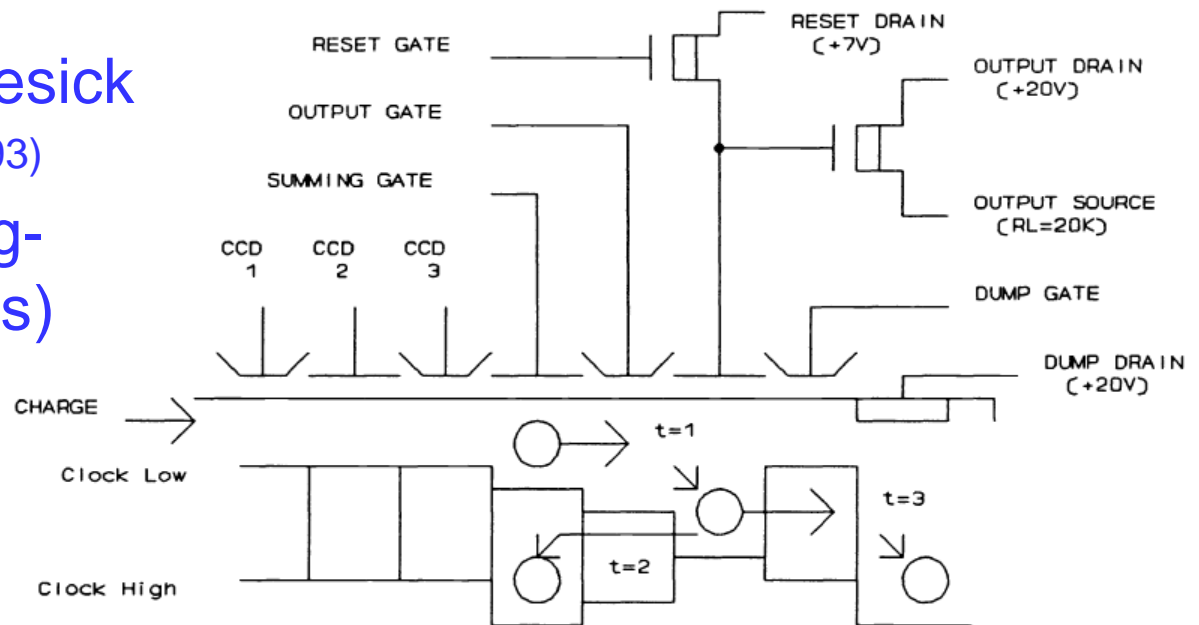 esick
03)
g-
s)
RESET GATE
OUTPUT GATE
SUMMING GATE
CCD
1
CCD
2
CCD
3
RESET DRAIN
(+7V)
OUTPUT DRAIN
(+20V)
OUTPUT SOURCE
(RL=20K)
DUMP GATE
DUMP DRAIN
(+20V)
CHARGE
t=1
Clock Low
t=3
t=2
Clock High